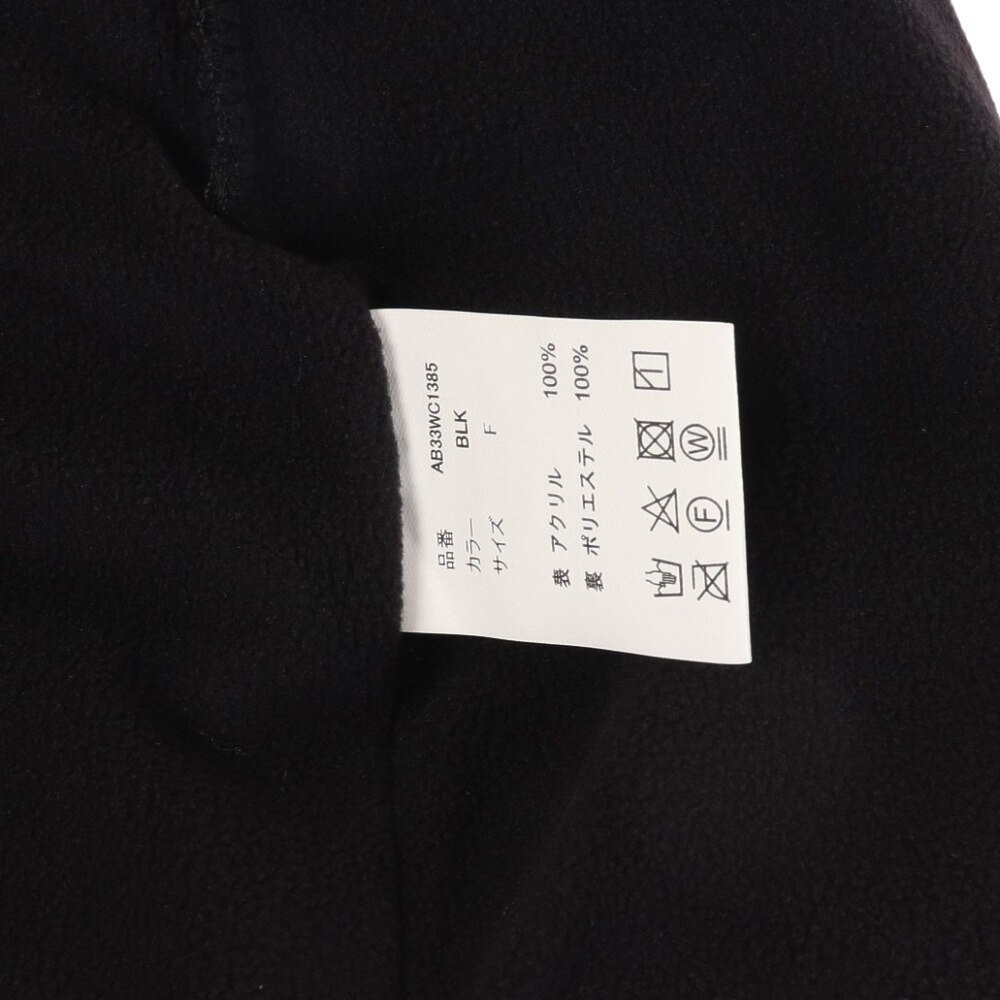 品番 AB33WC1385
カラー BLK
サイズ F
表 アクリル 100%
裏 ポリエステル 100%
W
F